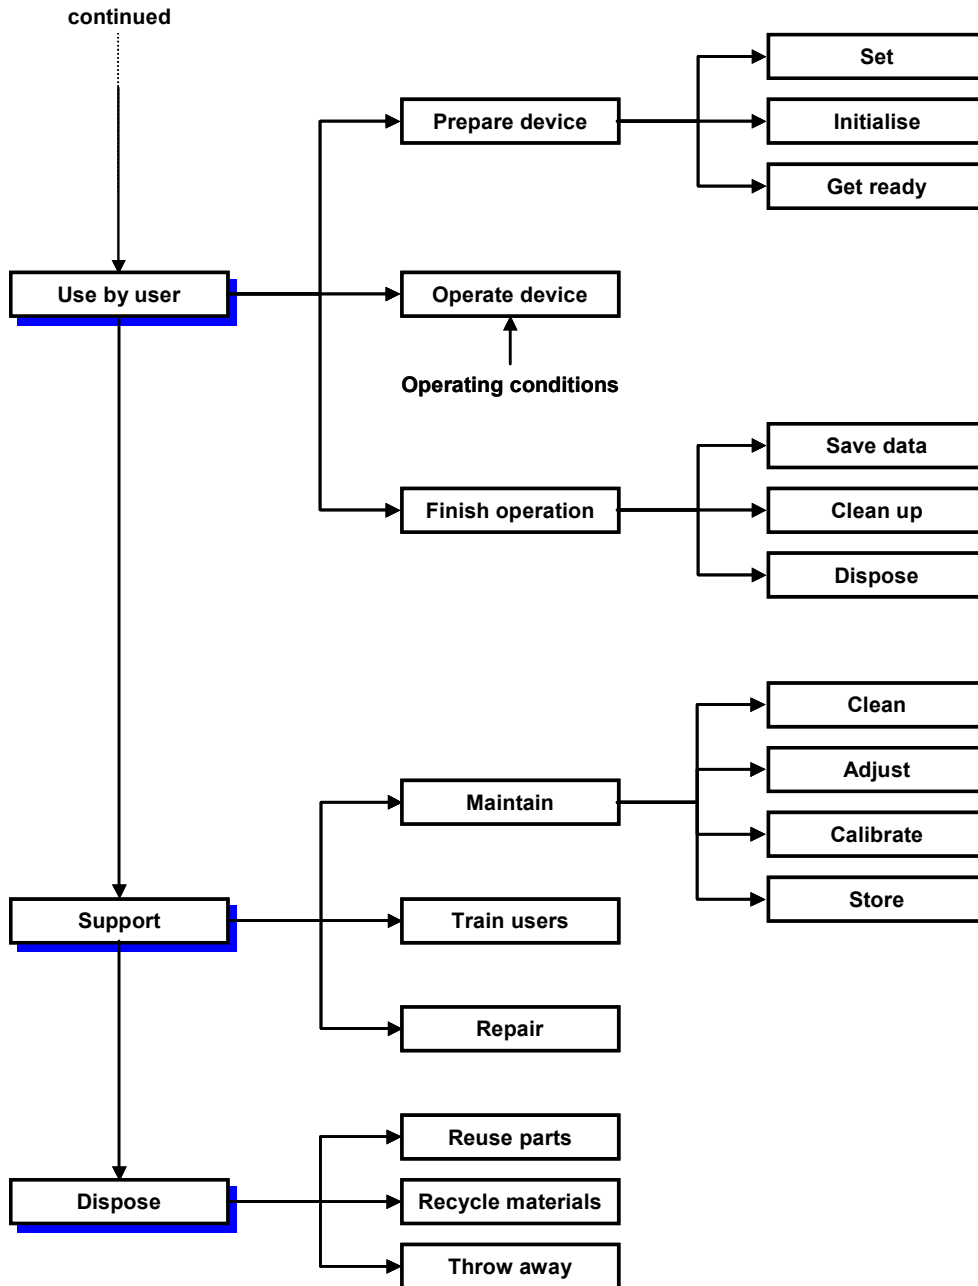 continued
Set
Prepare device
Initialise
Get ready
Use by user
Operate device
Operating conditions
Save data
Finish operation
Clean up
Dispose
Clean
Maintain
Adjust
Calibrate
Store
Support
Train users
Repair
Reuse parts
Dispose
Recycle materials
Throw away